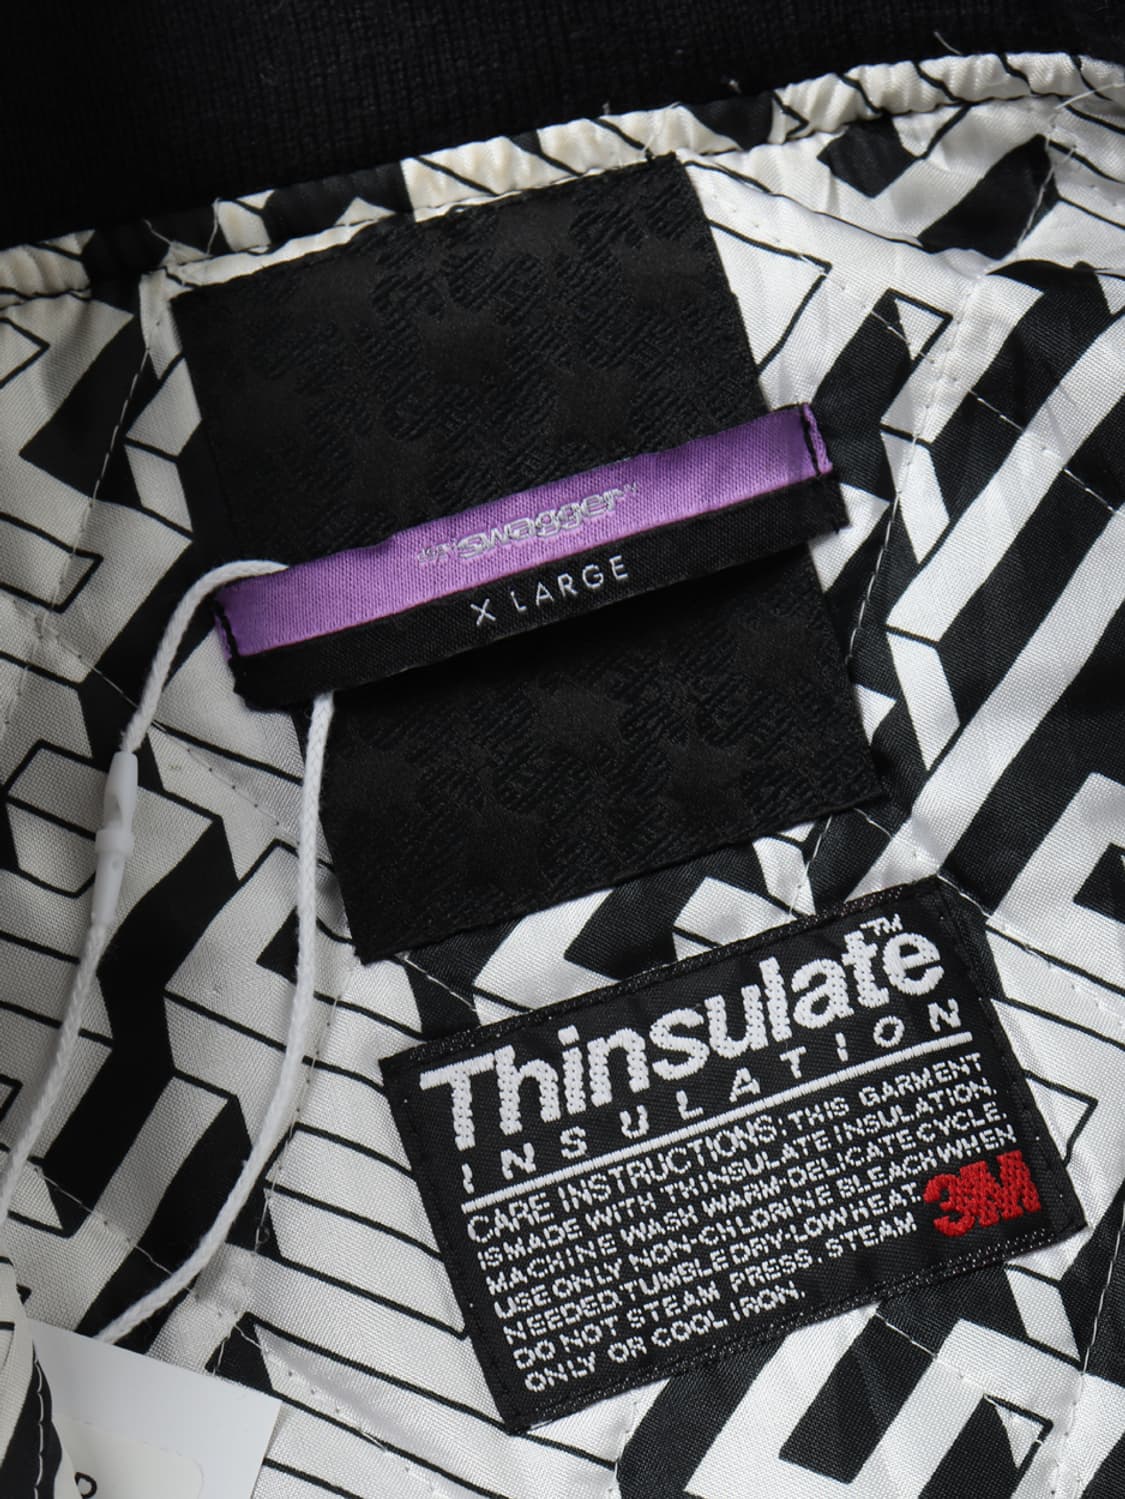 "swagger"
X LARGE
Thinsulate™
INSULATION
CARE INSTRUCTIONS: THIS GARMENT
IS MADE WITH THINSULATE INSULATION.
MACHINE WASH WARM-DELICATE CYCLE.
USE ONLY NON-CHLORINE BLEACH WHEN
NEEDED TUMBLE DRY-LOW HEAT.
DO NOT STEAM PRESS. STEAM
ONLY OR COOL IRON.
3M